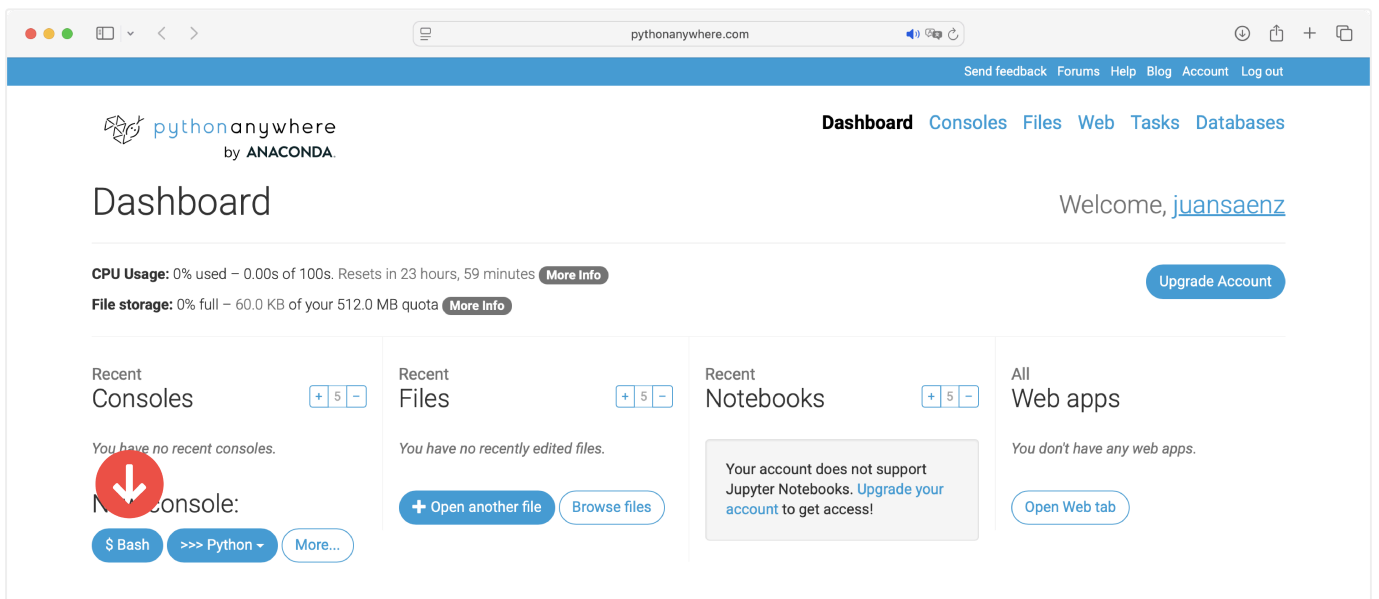 pythonanywhere.com
Send feedback Forums Help Blog Account Log out
pythonanywhere
by ANACONDA.
Dashboard Consoles Files Web Tasks Databases
Dashboard
Welcome, juansaenz
CPU Usage: 0% used – 0.00s of 100s. Resets in 23 hours, 59 minutes More Info
File storage: 0% full – 60.0 KB of your 512.0 MB quota More Info
Upgrade Account
Recent
Consoles
+ 5 −
You have no recent consoles.
console:
$ Bash >>> Python More...
Recent
Files
+ 5 −
You have no recently edited files.
+ Open another file Browse files
Recent
Notebooks
+ 5 −
Your account does not support
Jupyter Notebooks. Upgrade your
account to get access!
All
Web apps
You don't have any web apps.
Open Web tab